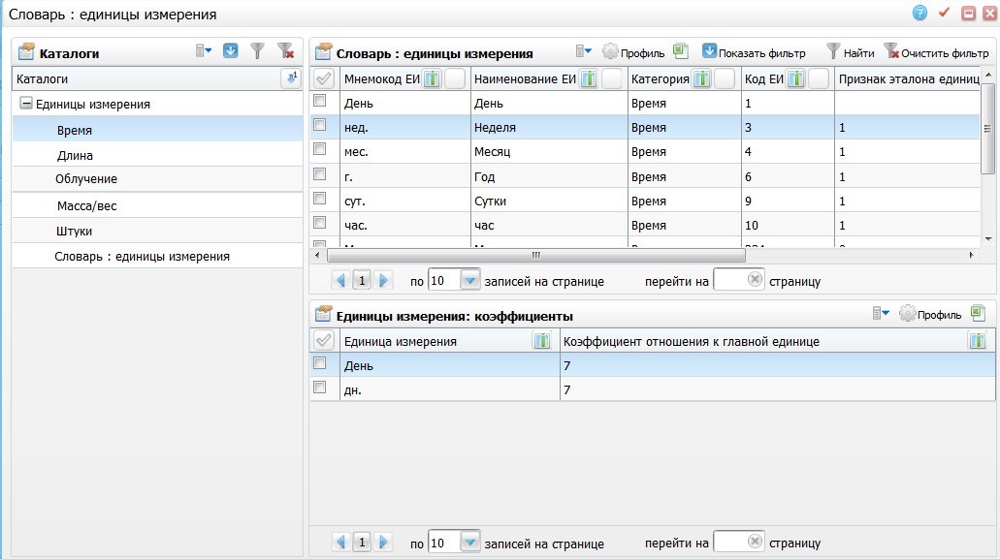 Словарь : единицы измерения
Каталоги
Каталоги
Единицы измерения
Время
Длина
Облучение
Масса/вес
Штуки
Словарь : единицы измерения
Словарь : единицы измерения Профиль Показать фильтр Найти Очистить фильтр
Мнемокод ЕИ Наименование ЕИ Категория Код ЕИ Признак эталона единиц
День День Время 1
нед. Неделя Время 3 1
мес. Месяц Время 4 1
г. Год Время 6 1
сут. Сутки Время 9 1
час. час Время 10 1
1 по 10 записей на странице перейти на страницу
Единицы измерения: коэффициенты Профиль
Единица измерения Коэффициент отношения к главной единице
День 7
дн. 7
1 по 10 записей на странице перейти на страницу